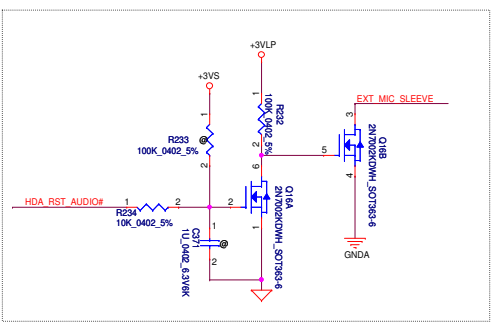 +3VLP
+3VS
1
R232
100K_0402_5%
2
1
R233
@
100K_0402_5%
2
EXT_MIC_SLEEVE
3
5
Q16B
2N7002KDWH_SOT363-6
4
GNDA
6
Q16A
2N7002KDWH_SOT363-6
2
1
HDA_RST_AUDIO#
1
2
R234
10K_0402_5%
1
C371
@
1U_0402_6.3V6K
2